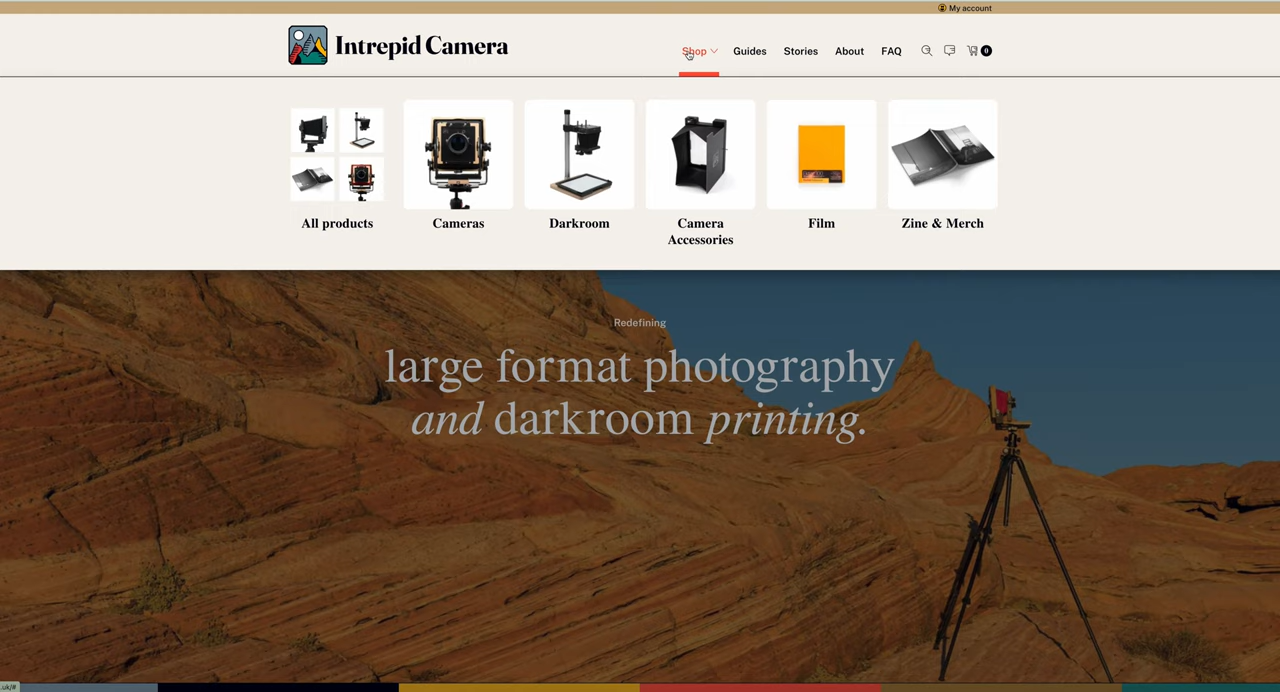 My account
Intrepid Camera
Shop
Guides
Stories
About
FAQ
0
All products
Cameras
Darkroom
Camera
Accessories
Film
Zine & Merch
Redefining
large format photography
and darkroom printing.
.uk/#